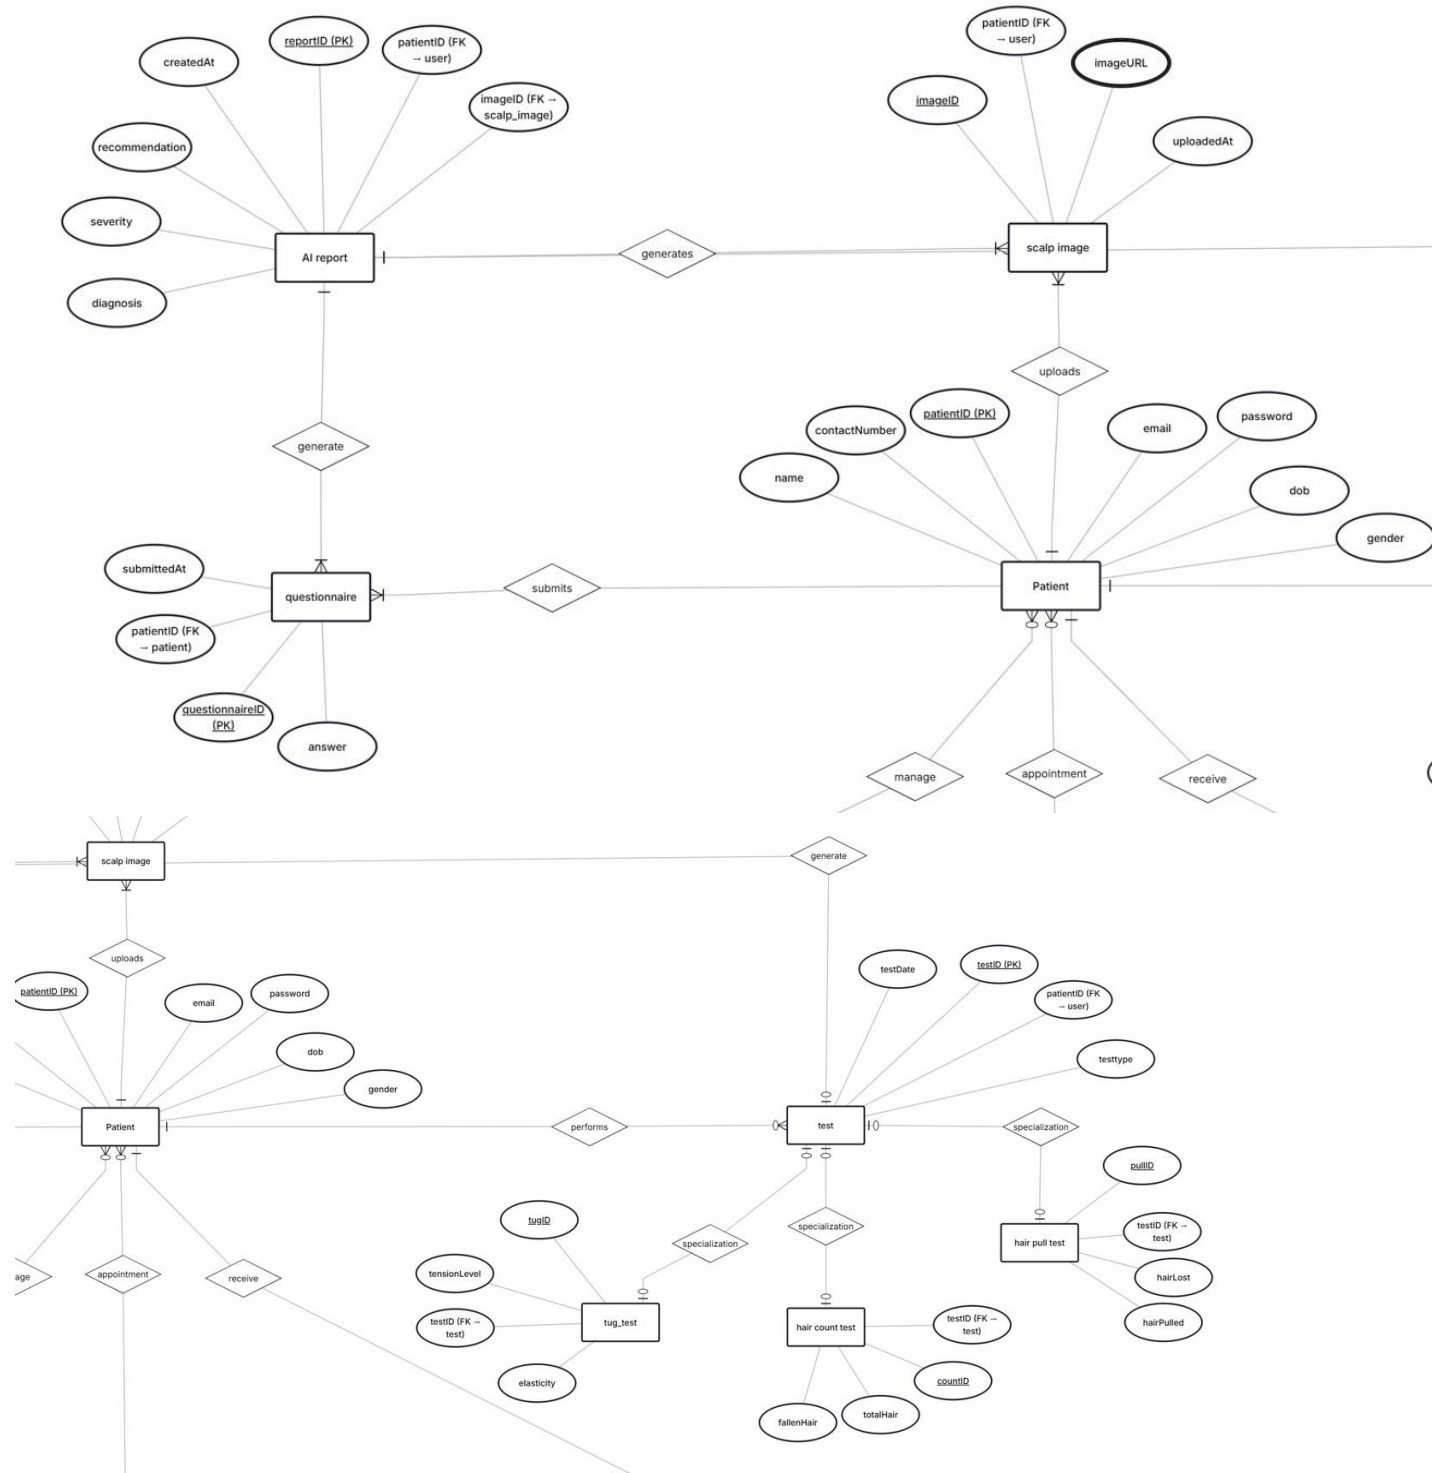 reportID (PK)
createdAt
patientID (FK
→ user)
imageID (FK →
scalp_image)
recommendation
severity
AI report
diagnosis
generates
patientID (FK
→ user)
imageURL
imageID
uploadedAt
scalp image
uploads
generate
patientID (PK)
contactNumber
email
password
name
dob
gender
submittedAt
questionnaire
submits
Patient
patientID (FK
→ patient)
questionnaireID
(PK)
answer
manage
appointment
receive
scalp image
generate
uploads
testDate
testID (PK)
patientID (PK)
email
password
patientID (FK
→ user)
dob
testtype
gender
Patient
performs
test
specialization
pullID
tugID
specialization
specialization
testID (FK →
test)
hair pull test
tensionLevel
age
appointment
receive
hairLost
testID (FK →
test)
tug_test
hair count test
testID (FK →
test)
hairPulled
elasticity
countID
fallenHair
totalHair